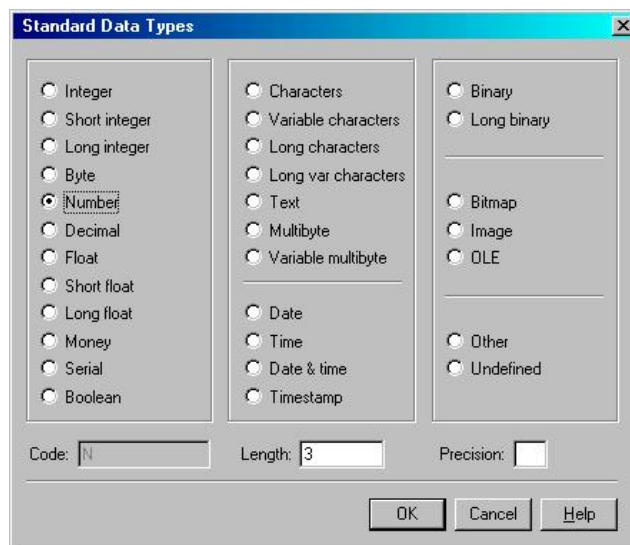 Standard Data Types
Integer
Short integer
Long integer
Byte
Number
Decimal
Float
Short float
Long float
Money
Serial
Boolean
Characters
Variable characters
Long characters
Long var characters
Text
Multibyte
Variable multibyte
Date
Time
Date & time
Timestamp
Binary
Long binary
Bitmap
Image
OLE
Other
Undefined
Code: N Length: 3 Precision:
OK Cancel Help